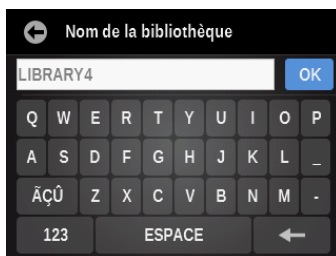 Nom de la bibliothèque
LIBRARY4 OK
Q W E R T Y U I O P
A S D F G H J K L _
ÃÇÛ Z X C V B N M -
123 ESPACE